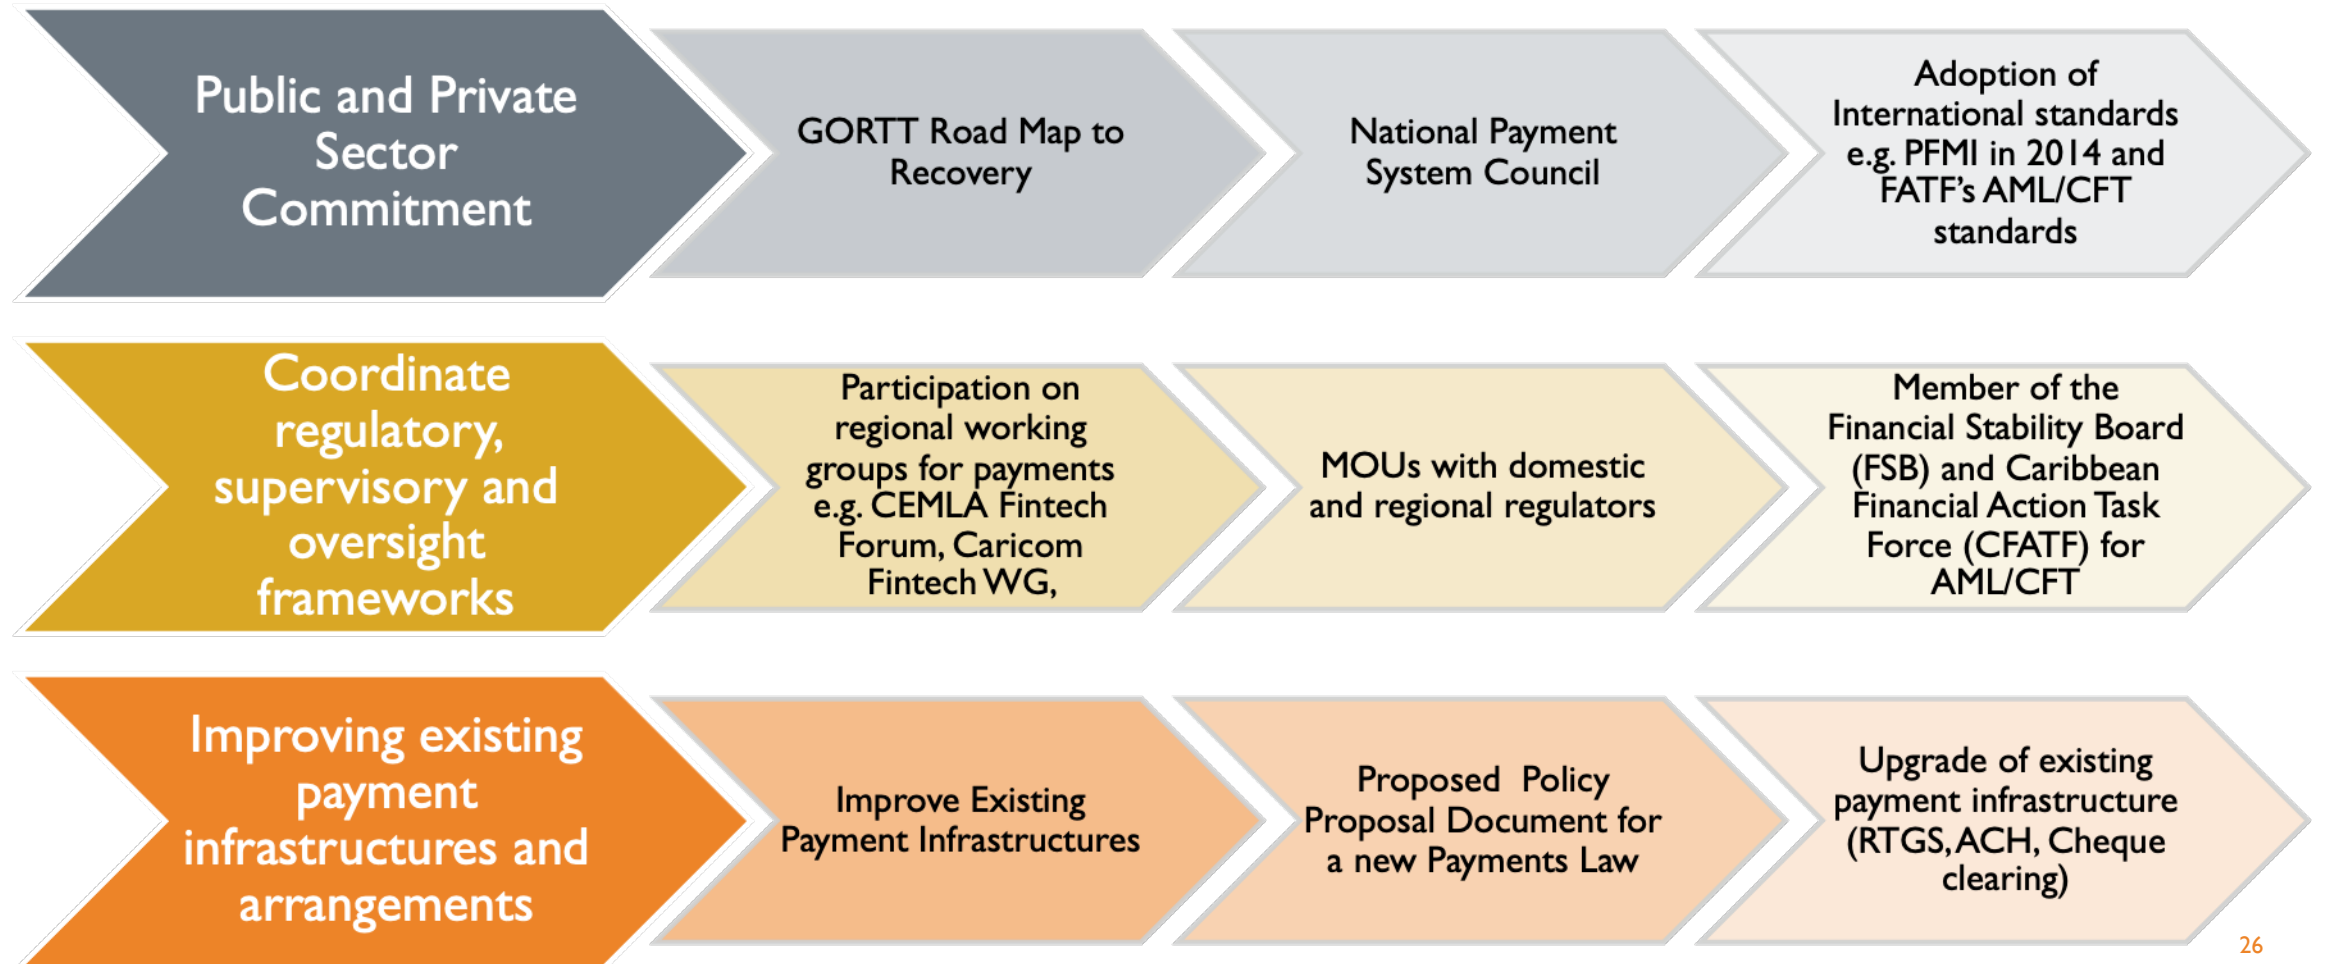 Public and Private
Sector
Commitment
GORTT Road Map to
Recovery
National Payment
System Council
Adoption of
International standards
e.g. PFMI in 2014 and
FATF's AML/CFT
standards
Coordinate
regulatory,
supervisory and
oversight
frameworks
Participation on
regional working
groups for payments
e.g. CEMLA Fintech
Forum, Caricom
Fintech WG,
MOUs with domestic
and regional regulators
Member of the
Financial Stability Board
(FSB) and Caribbean
Financial Action Task
Force (CFATF) for
AML/CFT
Improving existing
payment
infrastructures and
arrangements
Improve Existing
Payment Infrastructures
Proposed  Policy
Proposal Document for
a new Payments Law
Upgrade of existing
payment infrastructure
(RTGS, ACH, Cheque
clearing)
26